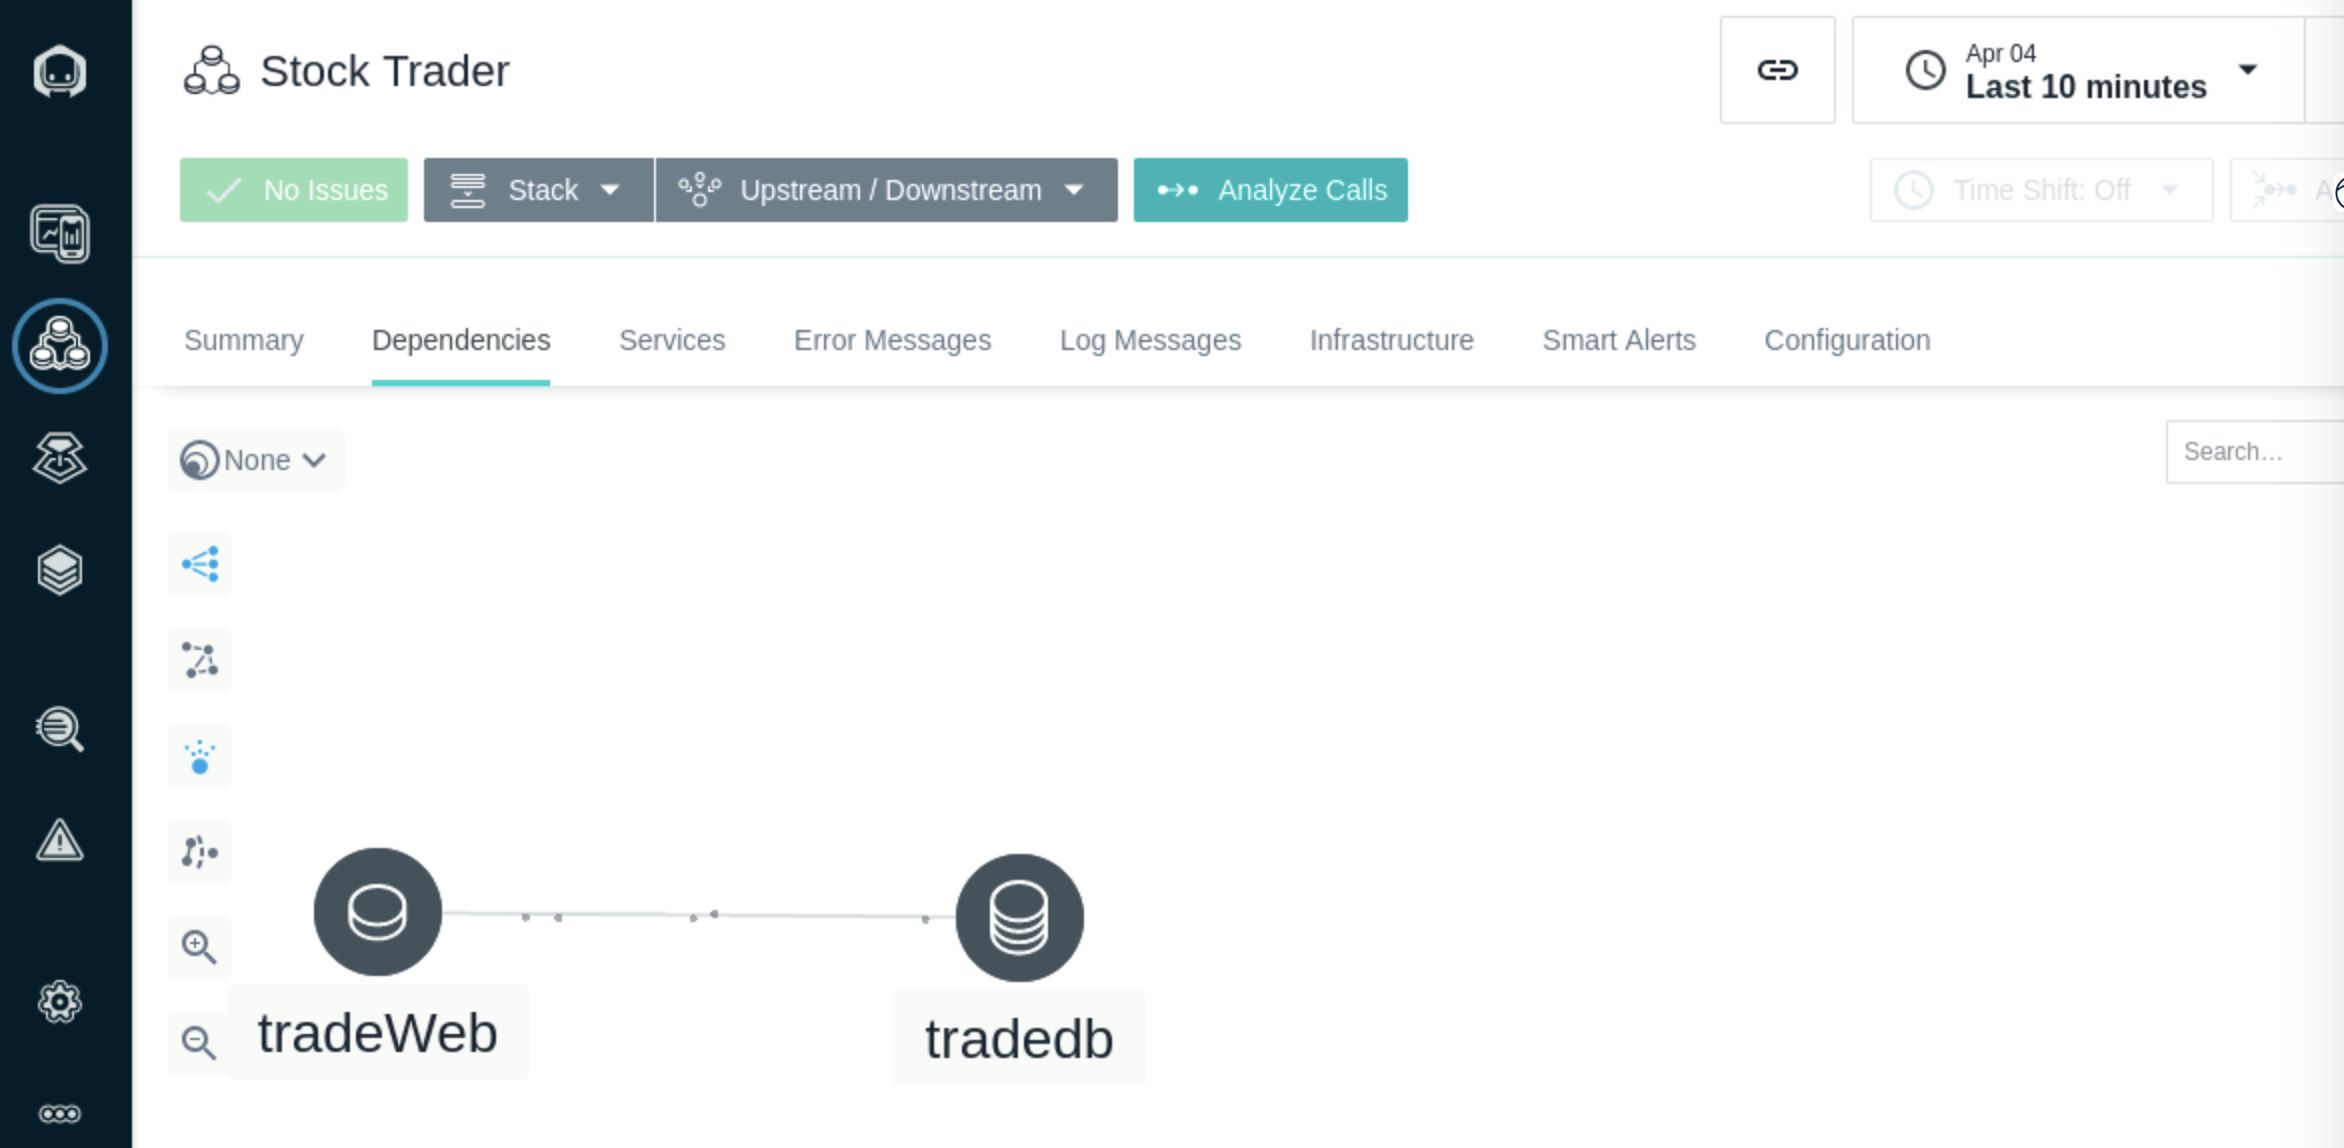 Stock Trader
Apr 04
Last 10 minutes
No Issues
Stack
Upstream / Downstream
Analyze Calls
Time Shift: Off
Summary
Dependencies
Services
Error Messages
Log Messages
Infrastructure
Smart Alerts
Configuration
None
Search...
tradeWeb
tradedb